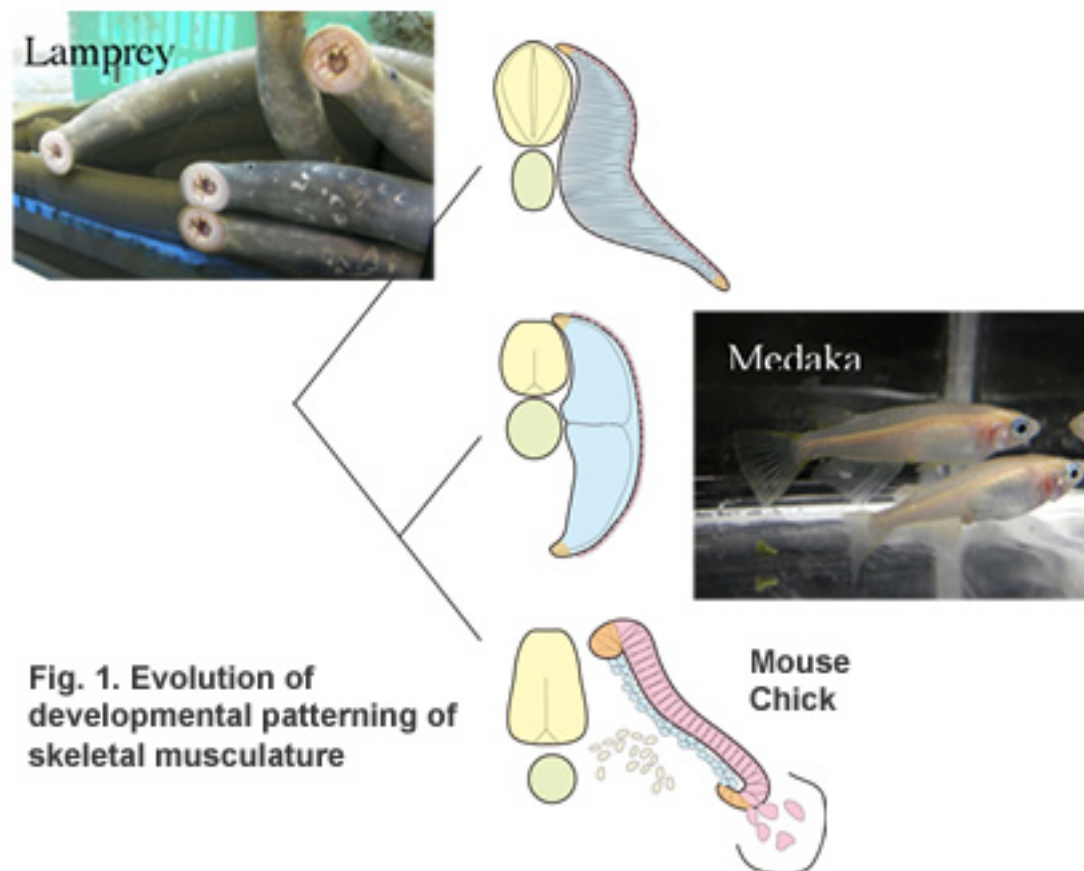 Lamprey
Medaka
Mouse
Chick
Fig. 1. Evolution of
developmental patterning of
skeletal musculature